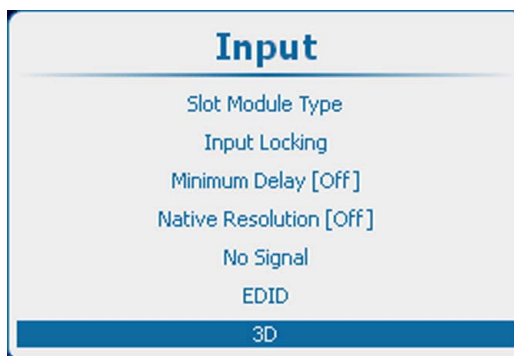 Input
Slot Module Type
Input Locking
Minimum Delay [Off]
Native Resolution [Off]
No Signal
EDID
3D